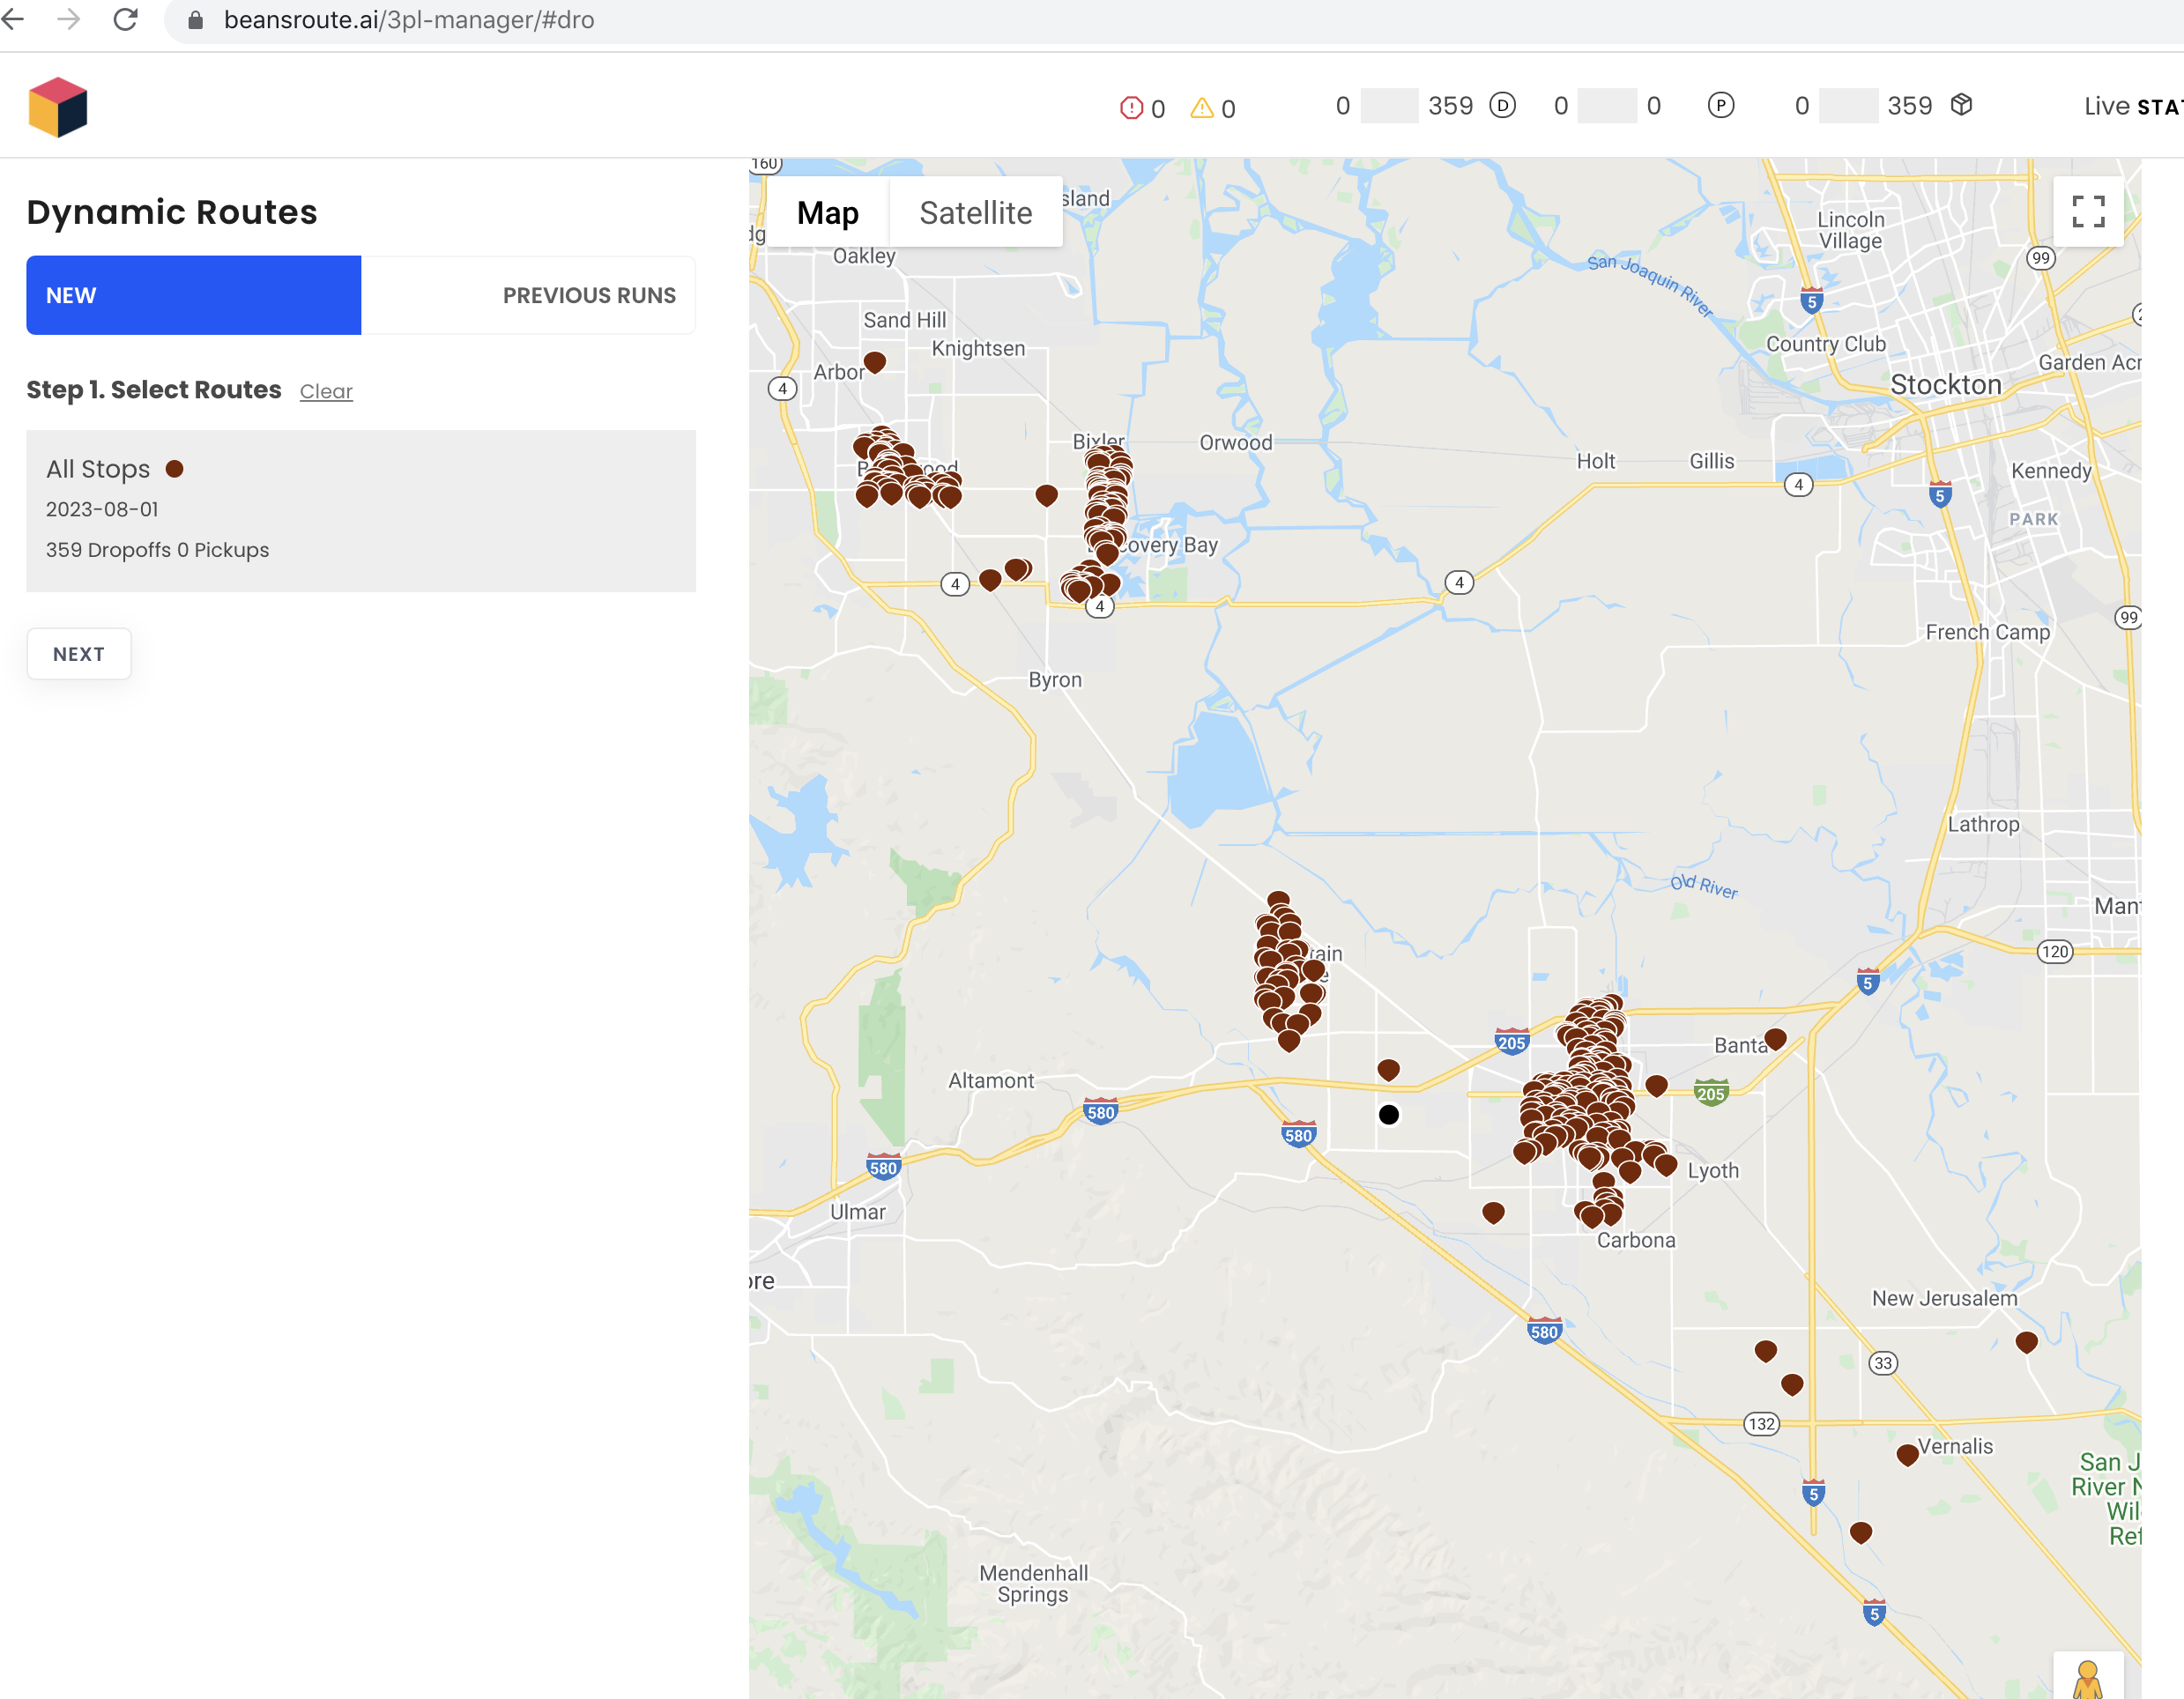 beansroute.ai/3pl-manager/#dro
0 0 0 359 D 0 0 P 0 359 Live STA
Dynamic Routes
NEW PREVIOUS RUNS
Step 1. Select Routes Clear
All Stops
2023-08-01
359 Dropoffs 0 Pickups
NEXT
160
Map Satellite
sland
Oakley
Lincoln
Village
San Joaquin River
99
5
Sand Hill
Knightsen
Country Club
Arbor
4
Garden Acr
Stockton
Bixler
Orwood
Holt
Gillis
Kennedy
4
5
PARK
covery Bay
4
4
4
99
French Camp
Byron
Lathrop
Old River
Mant
tain
120
5
205
Banta
Altamont
205
580
580
580
Lyoth
Ulmar
Carbona
ore
New Jerusalem
580
33
132
Vernalis
San J
River N
Wil
Ref
5
Mendenhall
Springs
5